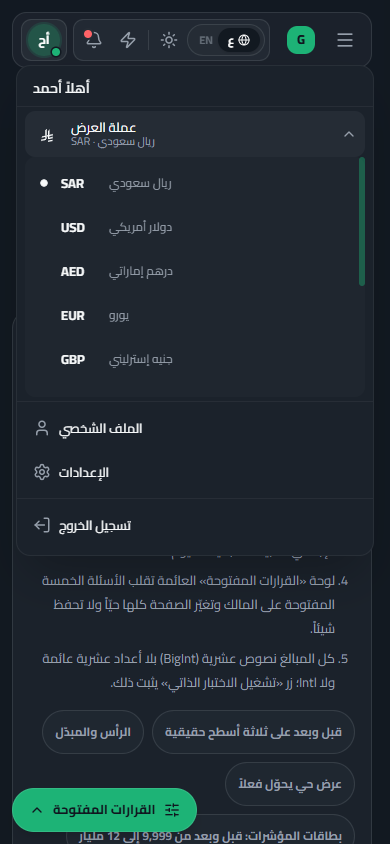 G
ع
EN
أح
أهلاً أحمد
عملة العرض
ريال سعودي · SAR
SAR ريال سعودي
USD دولار أمريكي
AED درهم إماراتي
EUR يورو
GBP جنيه إسترليني
الملف الشخصي
الإعدادات
تسجيل الخروج
4. لوحة «القرارات المفتوحة» العائمة تقلب الأسئلة الخمسة
المفتوحة على المالك وتغيّر الصفحة كلها حيًّا ولا تحفظ
شيئًا.
5. كل المبالغ نصوص عشرية (BigInt) بلا أعداد عشرية عائمة
ولا Intl؛ زر «تشغيل الاختبار الذاتي» يثبت ذلك.
قبل وبعد على ثلاثة أسطح حقيقية
الرأس والمبدّل
عرض حي يحوّل فعلاً
القرارات المفتوحة
بطاقات المؤشرات: قبل وبعد من 9,999 إلى 12 مليار